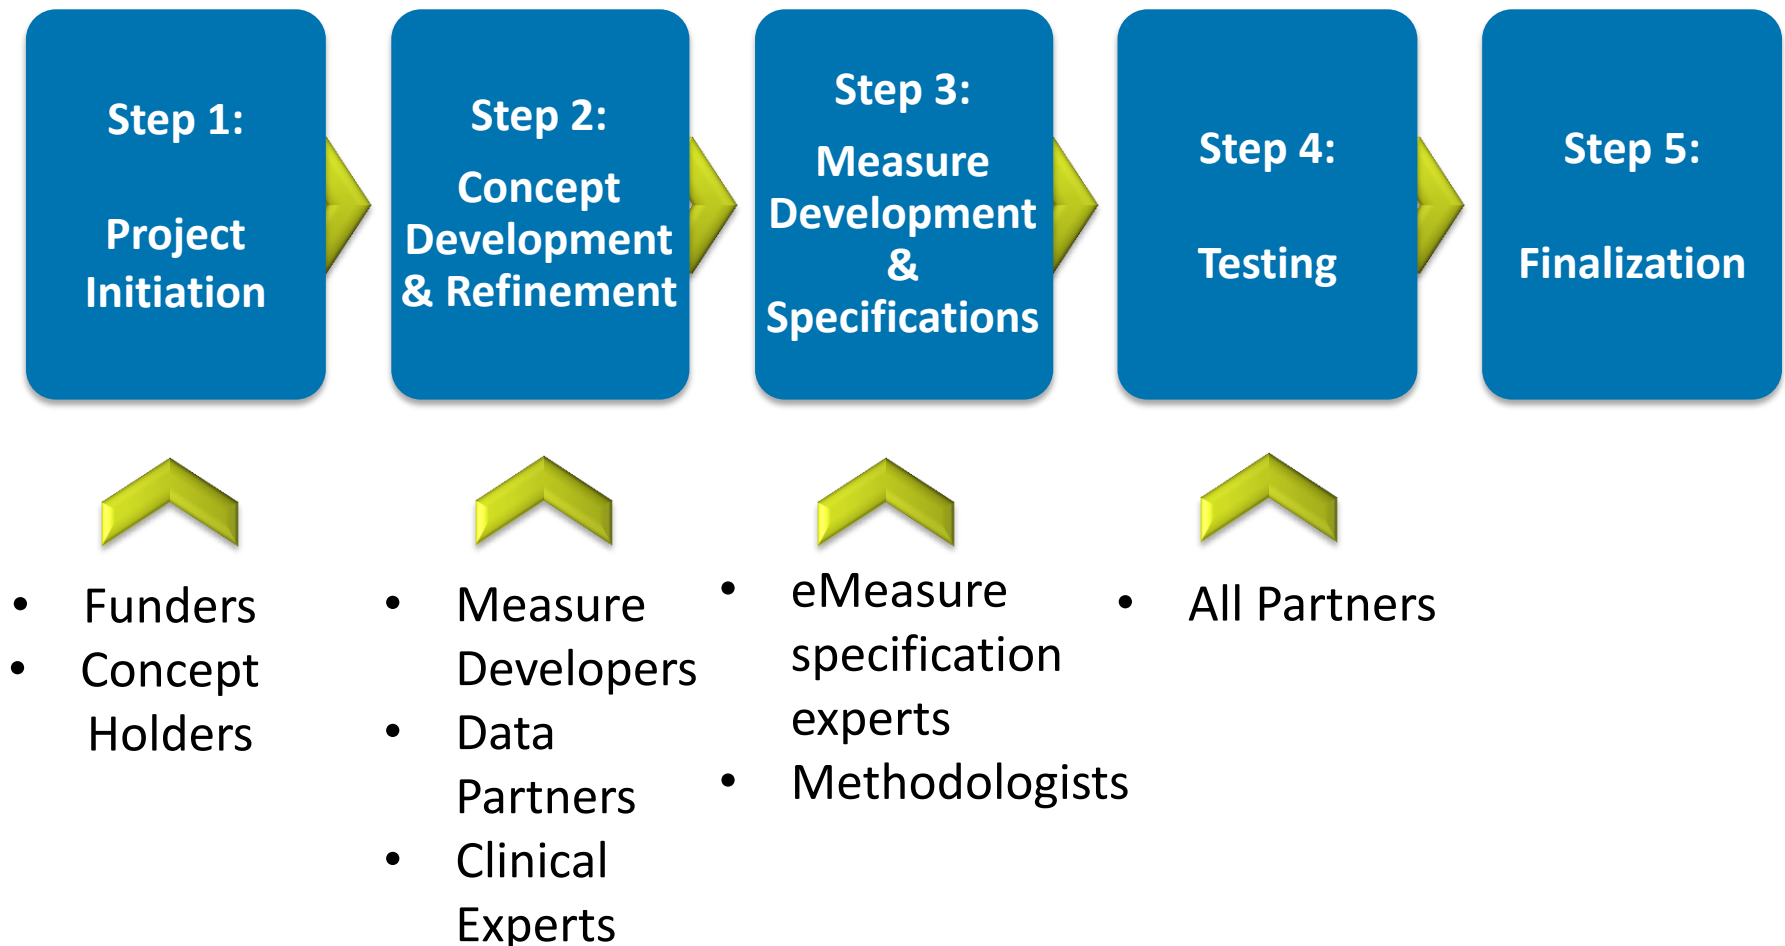 Step 1:
Project
Initiation
Step 2:
Concept
Development
& Refinement
Step 3:
Measure
Development
&
Specifications
Step 4:
Testing
Step 5:
Finalization
• Funders
• Concept
Holders
• Measure
Developers
• Data
Partners
• Clinical
Experts
• eMeasure
specification
experts
• Methodologists
• All Partners